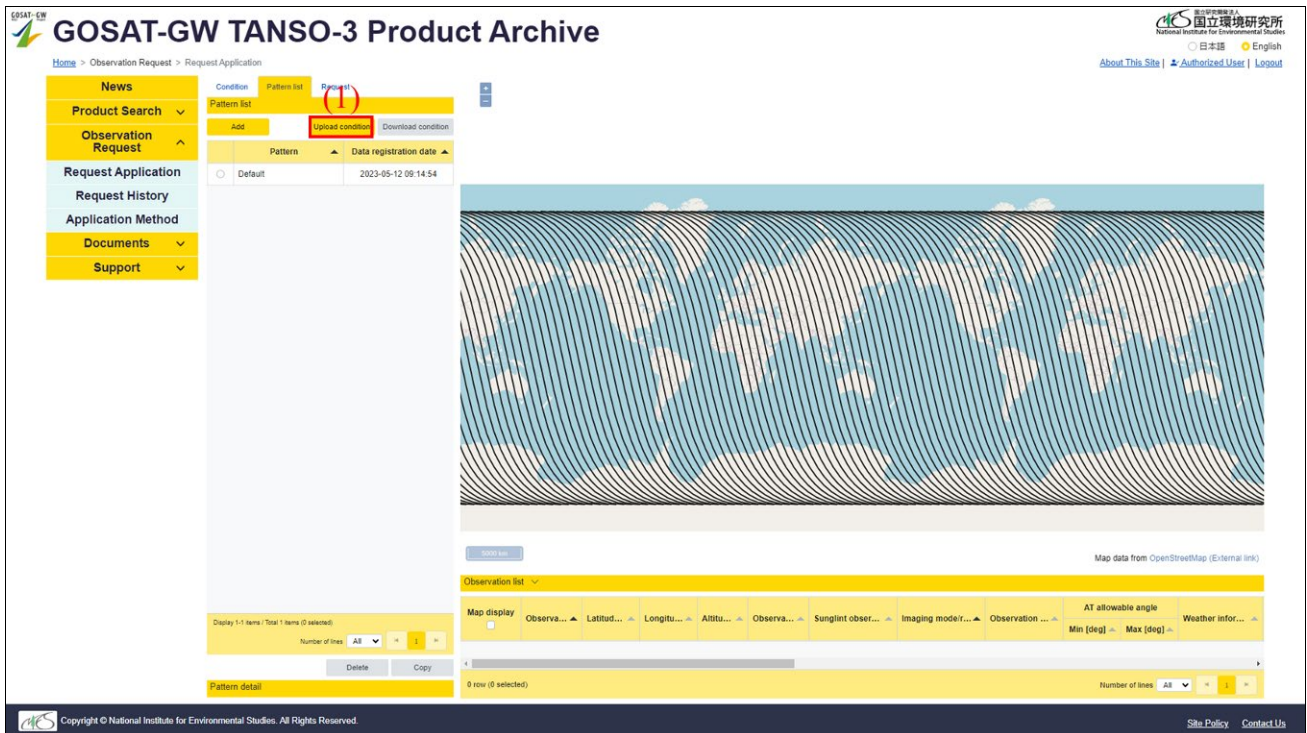 GOSAT-GW
GOSAT-GW TANSO-3 Product Archive
国立研究開発法人
国立環境研究所
National Institute for Environmental Studies
日本語 English
Home > Observation Request > Request Application
About This Site | Authorized User | Logout
News
Product Search
Observation Request
Request Application
Request History
Application Method
Documents
Support
Condition Pattern list Request
(1)
Pattern list
Add Upload condition Download condition
Pattern ▲ Data registration date ▲
Default 2023-05-12 09:14:54
+
−
5000 km
Map data from OpenStreetMap (External link)
Observation list
Map display Observa... ▲ Latitud... ▲ Longitu... ▲ Altitu... ▲ Observa... ▲ Sunglint obser... ▲ Imaging mode/r... ▲ Observation ... ▲ AT allowable angle Weather infor... ▲
Min [deg] ▲ Max [deg] ▲
Display 1-1 items / Total 1 items (0 selected)
Number of lines All « 1 »
Delete Copy
Pattern detail
0 row (0 selected) Number of lines All « 1 »
NIES Copyright © National Institute for Environmental Studies. All Rights Reserved.
Site Policy Contact Us